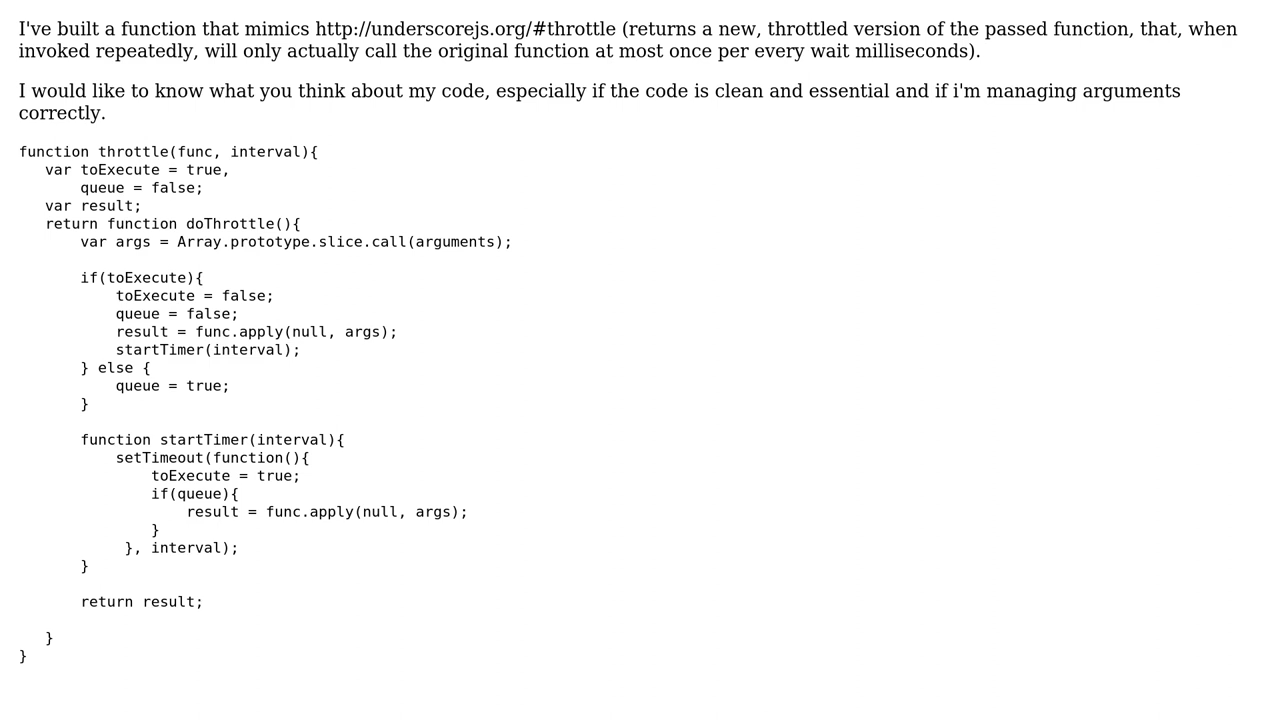 I've built a function that mimics http://underscorejs.org/#throttle (returns a new, throttled version of the passed function, that, when
invoked repeatedly, will only actually call the original function at most once per every wait milliseconds).
I would like to know what you think about my code, especially if the code is clean and essential and if i'm managing arguments
correctly.
function throttle(func, interval){
   var toExecute = true,
       queue = false;
   var result;
   return function doThrottle(){
       var args = Array.prototype.slice.call(arguments);

       if(toExecute){
           toExecute = false;
           queue = false;
           result = func.apply(null, args);
           startTimer(interval);
       } else {
           queue = true;
       }

       function startTimer(interval){
           setTimeout(function(){
               toExecute = true;
               if(queue){
                   result = func.apply(null, args);
               }
            }, interval);
       }

       return result;

   }
}